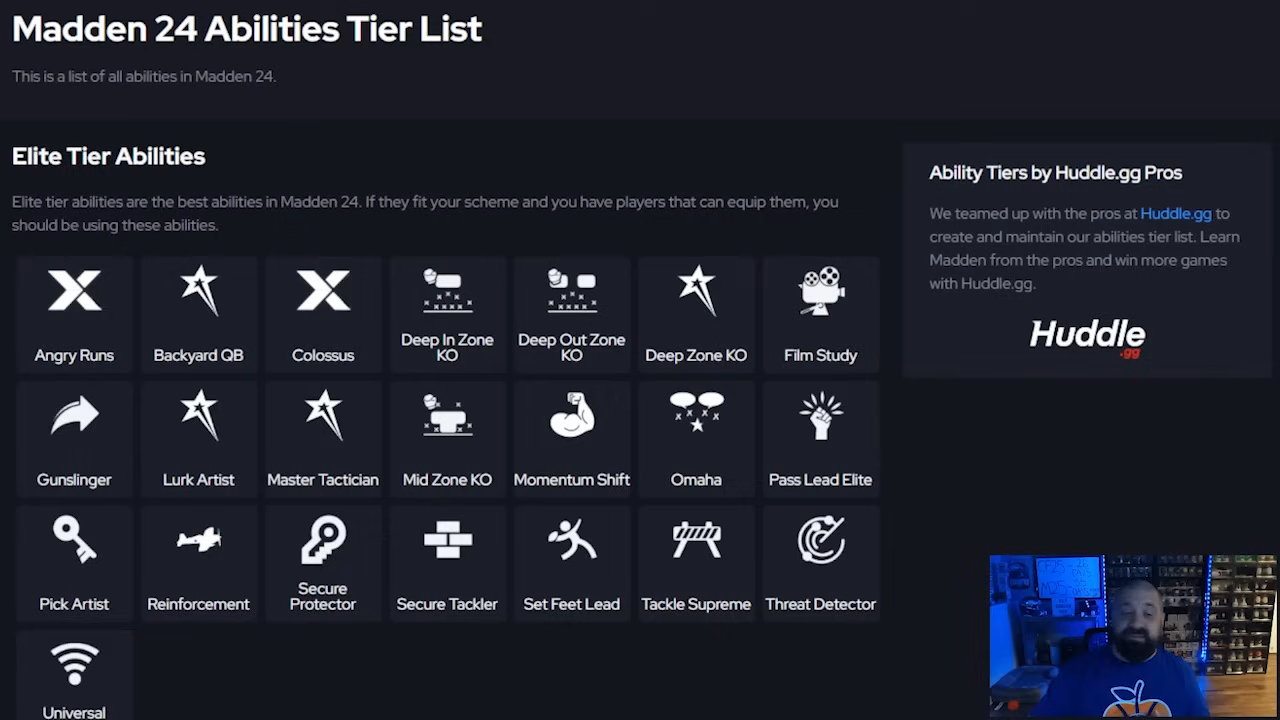 Madden 24 Abilities Tier List
This is a list of all abilities in Madden 24.
Elite Tier Abilities
Elite tier abilities are the best abilities in Madden 24. If they fit your scheme and you have players that can equip them, you
should be using these abilities.
Ability Tiers by Huddle.gg Pros
We teamed up with the pros at Huddle.gg to
create and maintain our abilities tier list. Learn
Madden from the pros and win more games
with Huddle.gg.
Huddle
.gg
Angry Runs
Backyard QB
Colossus
Deep In Zone
KO
Deep Out Zone
KO
Deep Zone KO
Film Study
Gunslinger
Lurk Artist
Master Tactician
Mid Zone KO
Momentum Shift
Omaha
Pass Lead Elite
Pick Artist
Reinforcement
Secure
Protector
Secure Tackler
Set Feet Lead
Tackle Supreme
Threat Detector
Universal